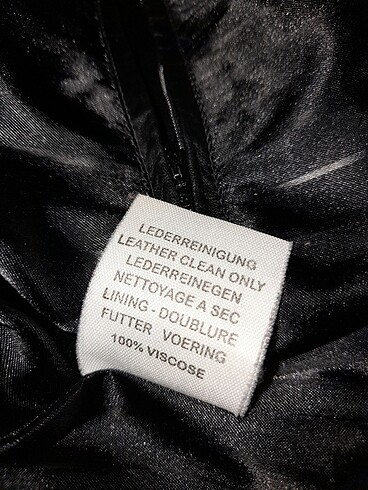 LEDERREINIGUNG
LEATHER CLEAN ONLY
LEDERREINEGEN
NETTOYAGE A SEC
LINING - DOUBLURE
FUTTER VOERING
100% VISCOSE